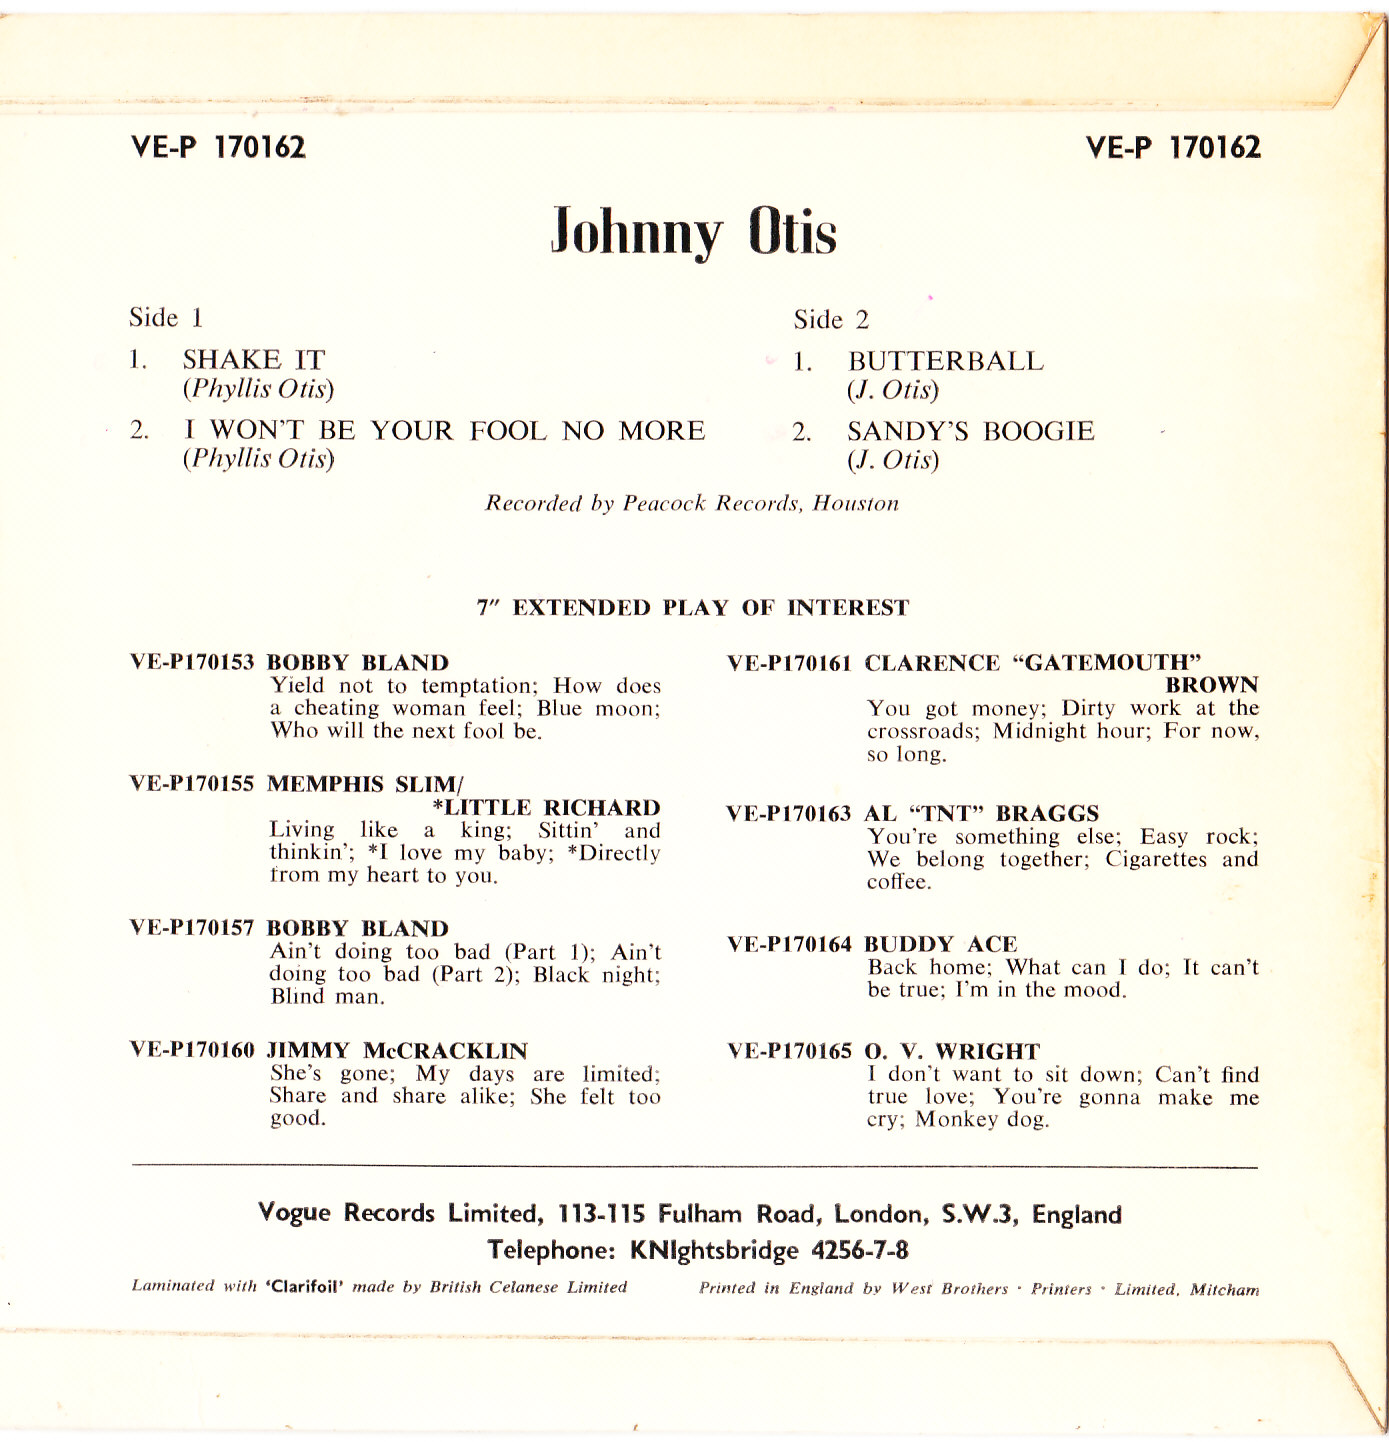 VE-P 170162
VE-P 170162
Johnny Otis
Side 1
1. SHAKE IT
(Phyllis Otis)
2. I WON'T BE YOUR FOOL NO MORE
(Phyllis Otis)
Side 2
1. BUTTERBALL
(J. Otis)
2. SANDY'S BOOGIE
(J. Otis)
Recorded by Peacock Records, Houston
7" EXTENDED PLAY OF INTEREST
VE-P170153 BOBBY BLAND
Yield not to temptation; How does
a cheating woman feel; Blue moon;
Who will the next fool be.
VE-P170155 MEMPHIS SLIM/
*LITTLE RICHARD
Living like a king; Sittin' and
thinkin'; *I love my baby; *Directly
from my heart to you.
VE-P170157 BOBBY BLAND
Ain't doing too bad (Part 1); Ain't
doing too bad (Part 2); Black night;
Blind man.
VE-P170160 JIMMY McCRACKLIN
She's gone; My days are limited;
Share and share alike; She felt too
good.
VE-P170161 CLARENCE “GATEMOUTH”
BROWN
You got money; Dirty work at the
crossroads; Midnight hour; For now,
so long.
VE-P170163 AL “TNT” BRAGGS
You're something else; Easy rock;
We belong together; Cigarettes and
coffee.
VE-P170164 BUDDY ACE
Back home; What can I do; It can't
be true; I'm in the mood.
VE-P170165 O. V. WRIGHT
I don't want to sit down; Can't find
true love; You're gonna make me
cry; Monkey dog.
Vogue Records Limited, 113-115 Fulham Road, London, S.W.3, England
Telephone: KNIghtsbridge 4256-7-8
Laminated with ‘Clarifoil’ made by British Celanese Limited
Printed in England by West Brothers · Printers · Limited, Mitcham